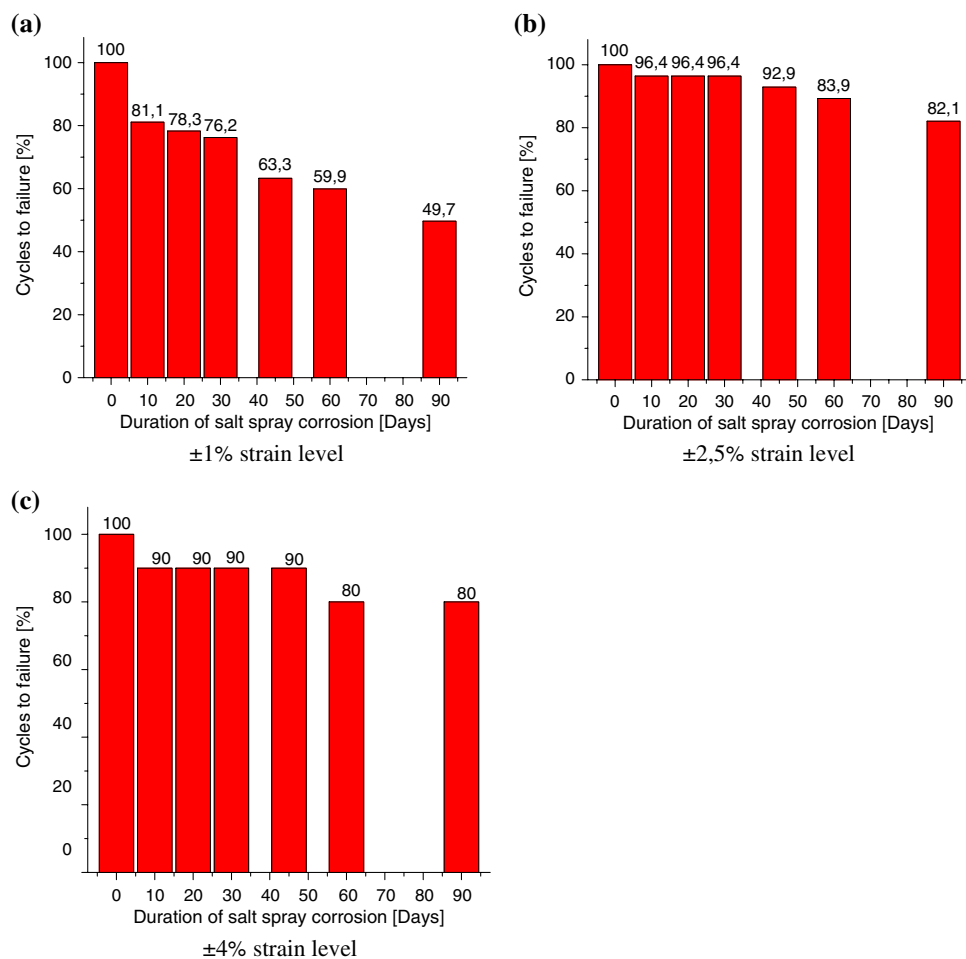 (a)
100
81,1
78,3
76,2
63,3
59,9
49,7
100
80
60
40
20
0
Cycles to failure [%]
0 10 20 30 40 50 60 70 80 90
Duration of salt spray corrosion [Days]
±1% strain level
(b)
100
96,4 96,4 96,4
92,9
83,9
82,1
100
80
60
40
20
0
Cycles to failure [%]
0 10 20 30 40 50 60 70 80 90
Duration of salt spray corrosion [Days]
±2,5% strain level
(c)
100
90 90 90 90
80 80
100
80
60
40
20
0
Cycles to failure [%]
0 10 20 30 40 50 60 70 80 90
Duration of salt spray corrosion [Days]
±4% strain level